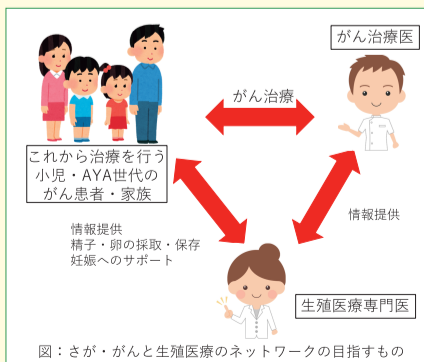 がん治療医
がん治療
これから治療を行う
小児・AYA世代の
がん患者・家族
情報提供
精子・卵の採取・保存
妊娠へのサポート
情報提供
生殖医療専門医
図：さが・がんと生殖医療のネットワークの目指すもの